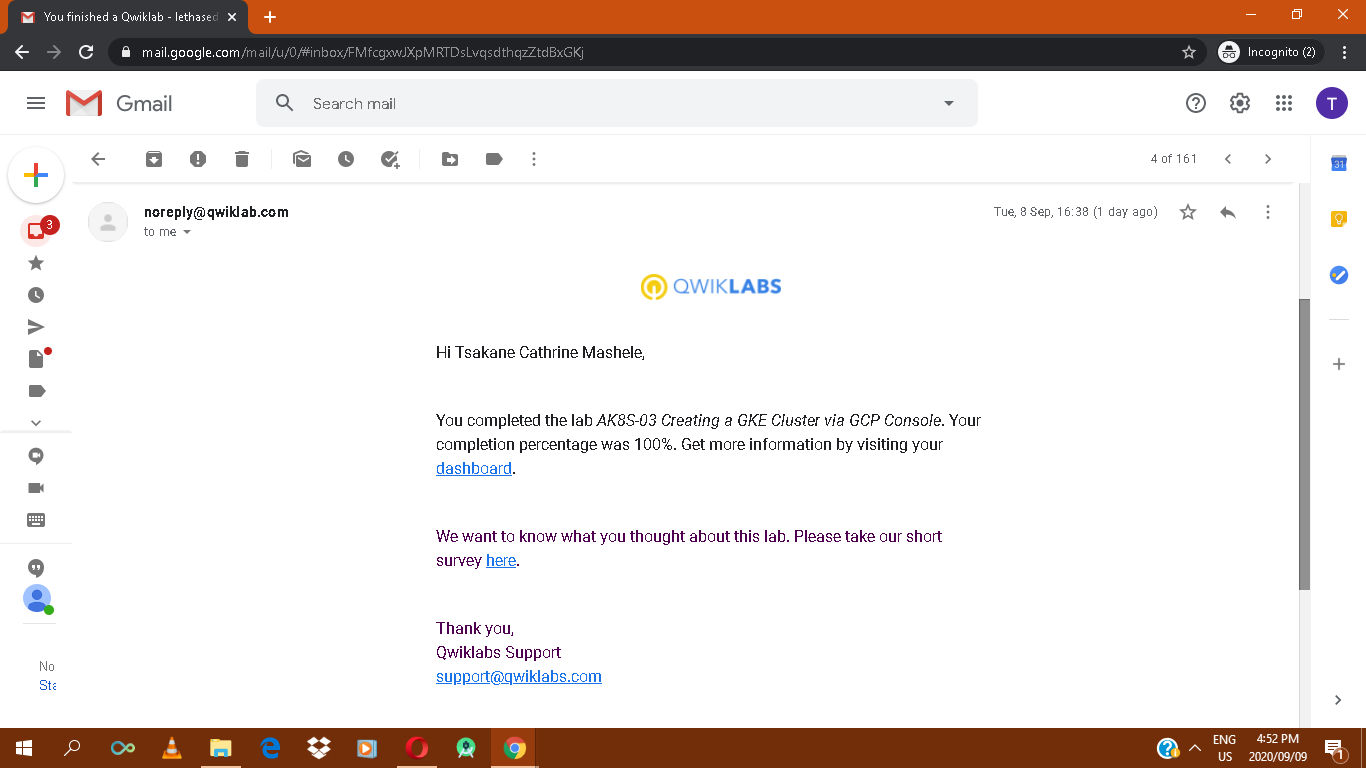 You finished a Qwiklab - lethased
mail.google.com/mail/u/0/#inbox/FMfcgxwJXpMRTDsLvqsdthqzZtdBxGKj
Incognito (2)
Gmail
Search mail
T
4 of 161
31
3
noreply@qwiklab.com
Tue, 8 Sep, 16:38 (1 day ago)
to me
QWIKLABS
Hi Tsakane Cathrine Mashele,
You completed the lab AK8S-03 Creating a GKE Cluster via GCP Console. Your
completion percentage was 100%. Get more information by visiting your
dashboard.
We want to know what you thought about this lab. Please take our short
survey here.
Thank you,
Qwiklabs Support
support@qwiklabs.com
No
Sta
ENG
US
4:52 PM
2020/09/09
1